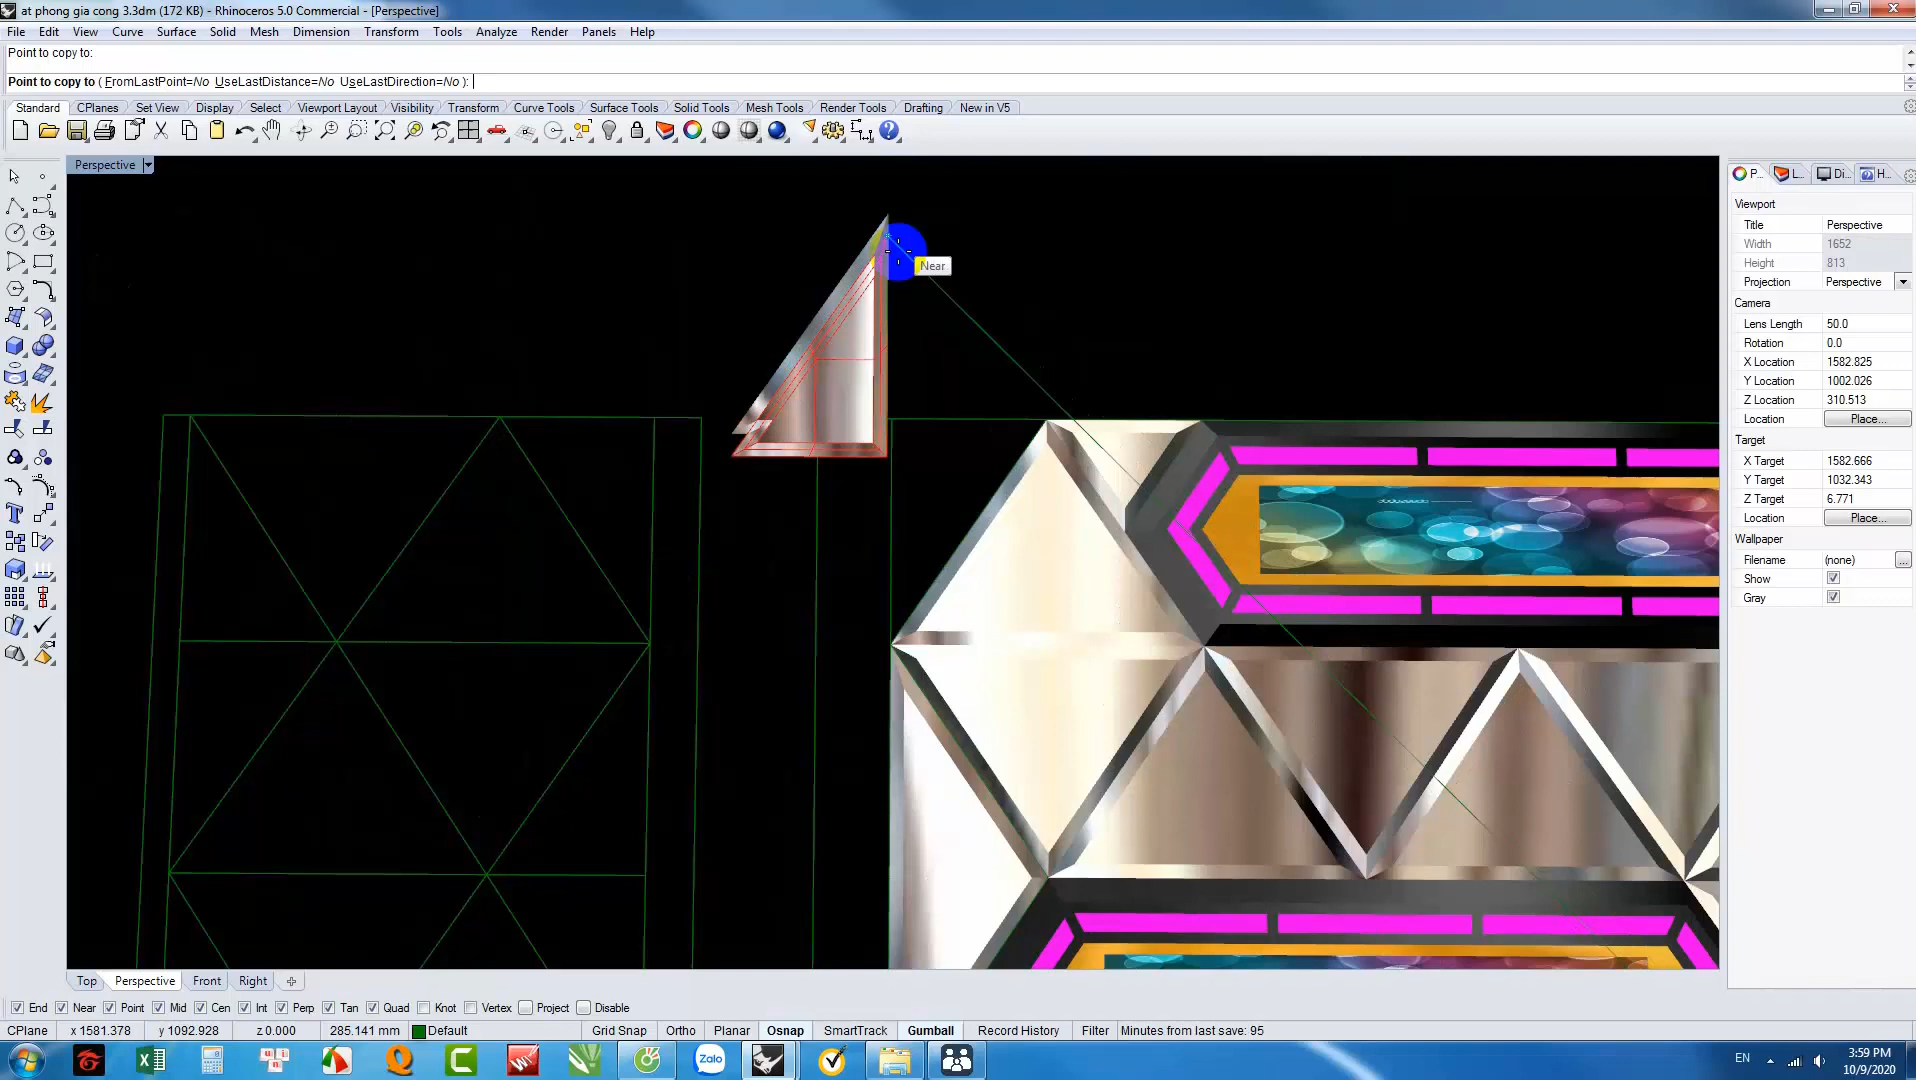 at phong gia cong 3.3dm (172 KB) - Rhinoceros 5.0 Commercial - [Perspective]
File Edit View Curve Surface Solid Mesh Dimension Transform Tools Analyze Render Panels Help
Point to copy to:
Point to copy to ( FromLastPoint=No UseLastDistance=No UseLastDirection=No ):
Standard CPlanes Set View Display Select Viewport Layout Visibility Transform Curve Tools Surface Tools Solid Tools Mesh Tools Render Tools Drafting New in V5
Perspective
P... L... Di... H...
Viewport
Title Perspective
Width 1652
Height 813
Projection Perspective
Camera
Lens Length 50.0
Rotation 0.0
X Location 1582.825
Y Location 1002.026
Z Location 310.513
Location Place...
Target
X Target 1582.666
Y Target 1032.343
Z Target 6.771
Location Place...
Wallpaper
Filename (none) ...
Show
Gray
Near
Top Perspective Front Right
End Near Point Mid Cen Int Perp Tan Quad Knot Vertex Project Disable
CPlane x 1581.378 y 1092.928 z 0.000 285.141 mm Default Grid Snap Ortho Planar Osnap SmartTrack Gumball Record History Filter Minutes from last save: 95
Zalo
EN
3:59 PM
10/9/2020